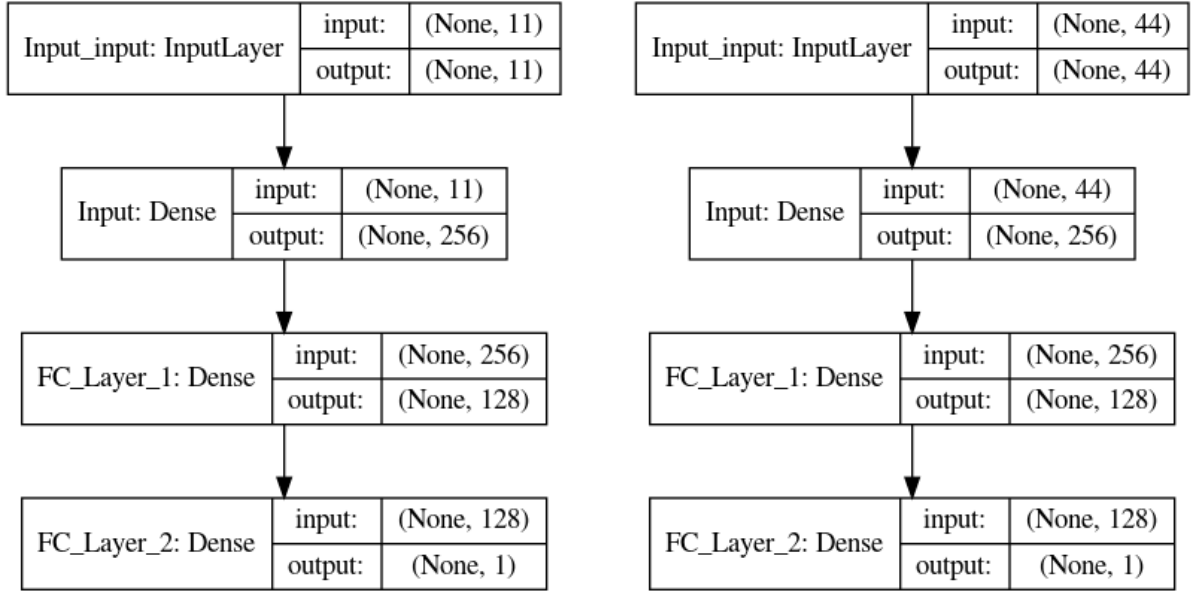 Input_input: InputLayer
input: (None, 11)
output: (None, 11)
Input: Dense
input: (None, 11)
output: (None, 256)
FC_Layer_1: Dense
input: (None, 256)
output: (None, 128)
FC_Layer_2: Dense
input: (None, 128)
output: (None, 1)
Input_input: InputLayer
input: (None, 44)
output: (None, 44)
Input: Dense
input: (None, 44)
output: (None, 256)
FC_Layer_1: Dense
input: (None, 256)
output: (None, 128)
FC_Layer_2: Dense
input: (None, 128)
output: (None, 1)